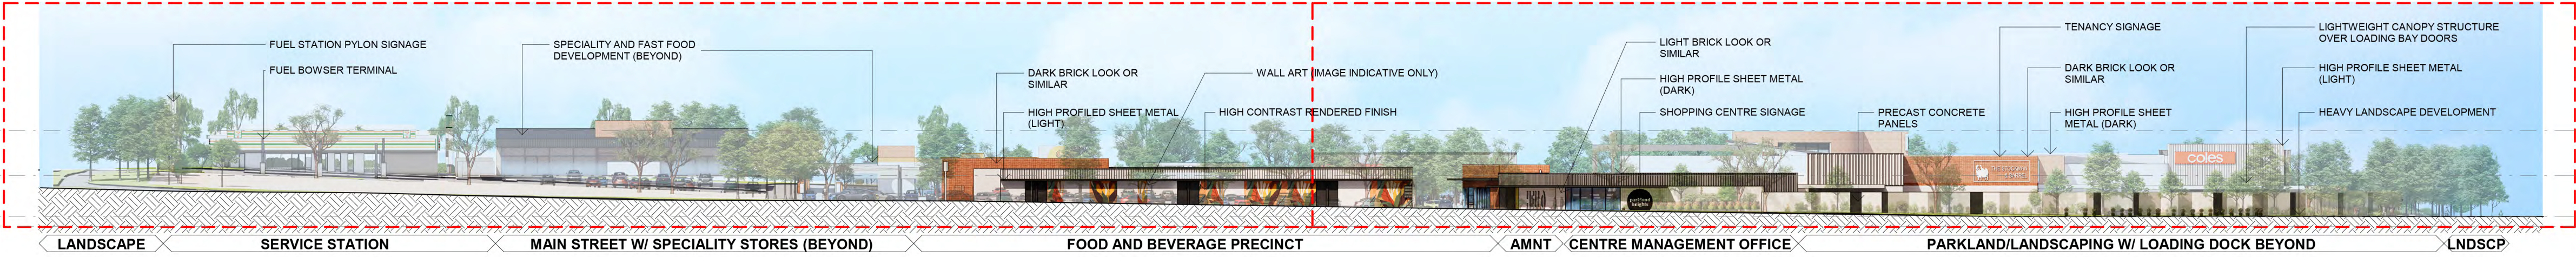 FUEL STATION PYLON SIGNAGE
FUEL BOWSER TERMINAL
SPECIALITY AND FAST FOOD
DEVELOPMENT (BEYOND)
DARK BRICK LOOK OR
SIMILAR
HIGH PROFILED SHEET METAL
(LIGHT)
WALL ART (IMAGE INDICATIVE ONLY)
HIGH CONTRAST RENDERED FINISH
LIGHT BRICK LOOK OR
SIMILAR
HIGH PROFILE SHEET METAL
(DARK)
SHOPPING CENTRE SIGNAGE
PRECAST CONCRETE
PANELS
TENANCY SIGNAGE
DARK BRICK LOOK OR
SIMILAR
HIGH PROFILE SHEET
METAL (DARK)
LIGHTWEIGHT CANOPY STRUCTURE
OVER LOADING BAY DOORS
HIGH PROFILE SHEET METAL
(LIGHT)
HEAVY LANDSCAPE DEVELOPMENT
coles
heights
LANDSCAPE
SERVICE STATION
MAIN STREET W/ SPECIALITY STORES (BEYOND)
FOOD AND BEVERAGE PRECINCT
AMNT
CENTRE MANAGEMENT OFFICE
PARKLAND/LANDSCAPING W/ LOADING DOCK BEYOND
LNDSCP